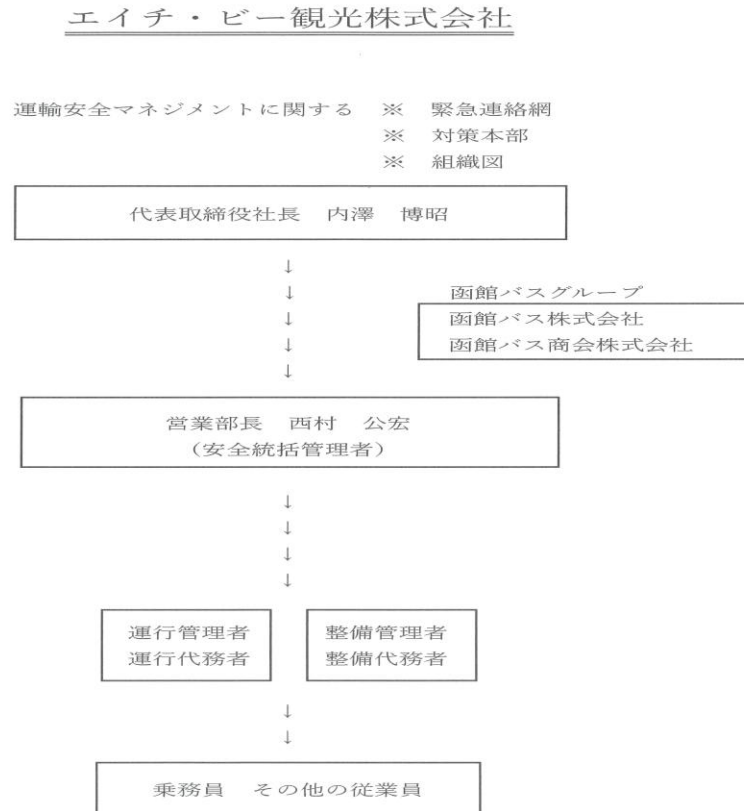 エイチ・ビー観光株式会社
運輸安全マネジメントに関する ※ 緊急連絡網
※ 対策本部
※ 組織図
代表取締役社長 内澤 博昭
↓
↓
↓
↓
↓
函館バスグループ
函館バス株式会社
函館バス商会株式会社
営業部長 西村 公宏
(安全統括管理者)
↓
↓
↓
↓
運行管理者 整備管理者
運行代務者 整備代務者
↓
↓
乗務員 その他の従業員